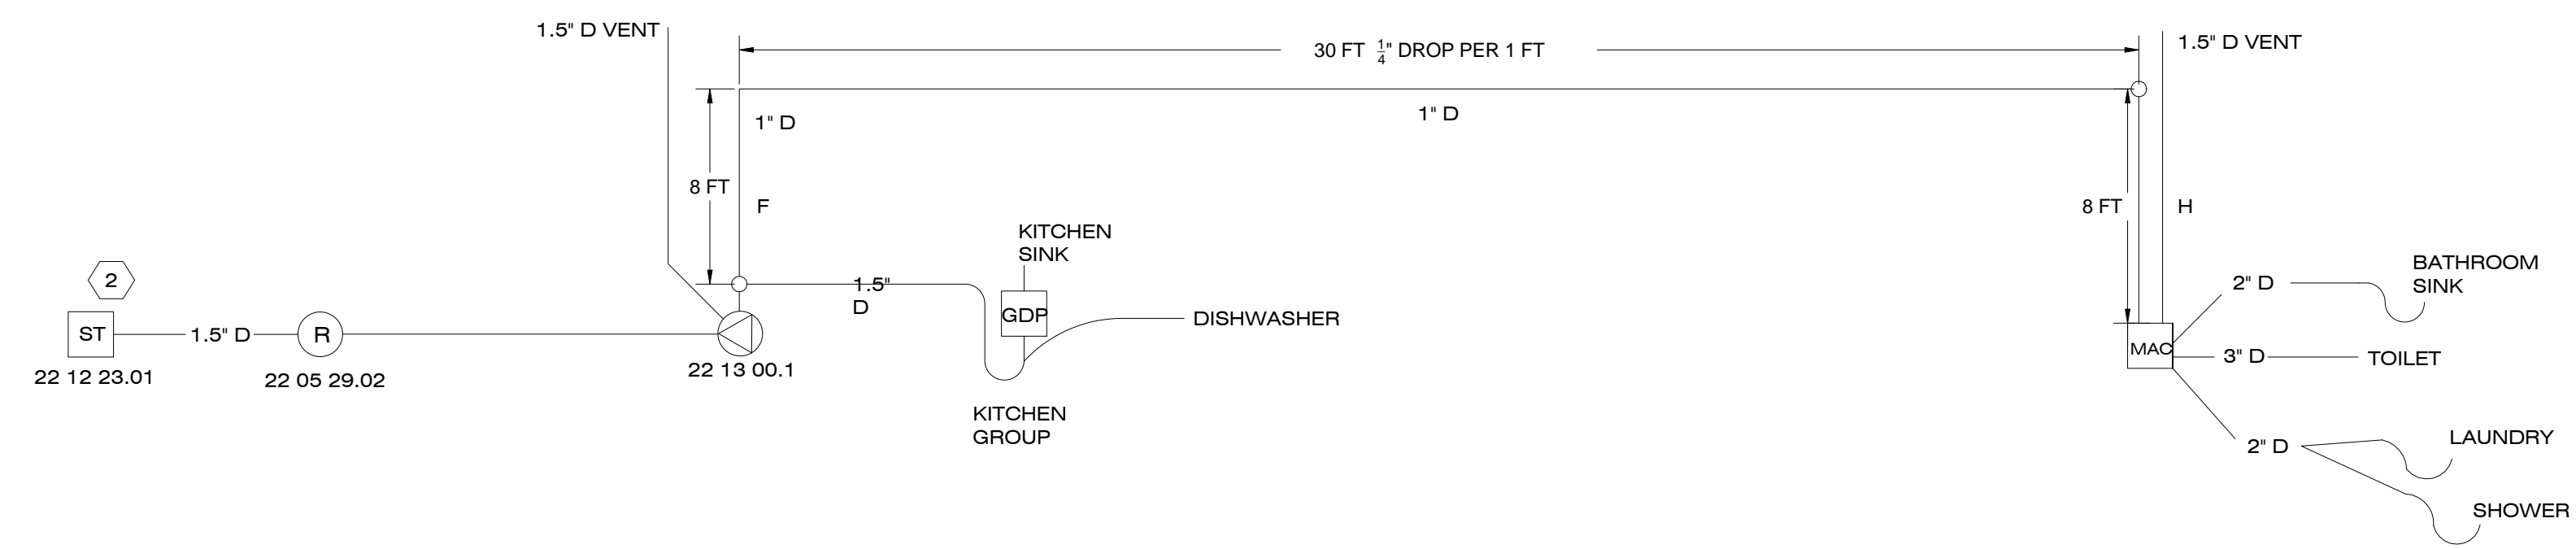 1.5" D VENT
30 FT 1/4" DROP PER 1 FT
1.5" D VENT
1" D
1" D
8 FT
F
8 FT
H
KITCHEN
SINK
2
1.5"
D
GDP
DISHWASHER
ST
1.5" D
R
22 12 23.01
22 05 29.02
22 13 00.1
KITCHEN
GROUP
MAC
2" D
BATHROOM
SINK
3" D
TOILET
2" D
LAUNDRY
SHOWER